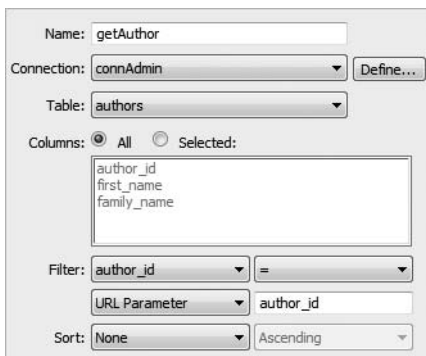 Name: getAuthor
Connection: connAdmin Define...
Table: authors
Columns: All Selected:
author_id
first_name
family_name
Filter: author_id =
URL Parameter author_id
Sort: None Ascending